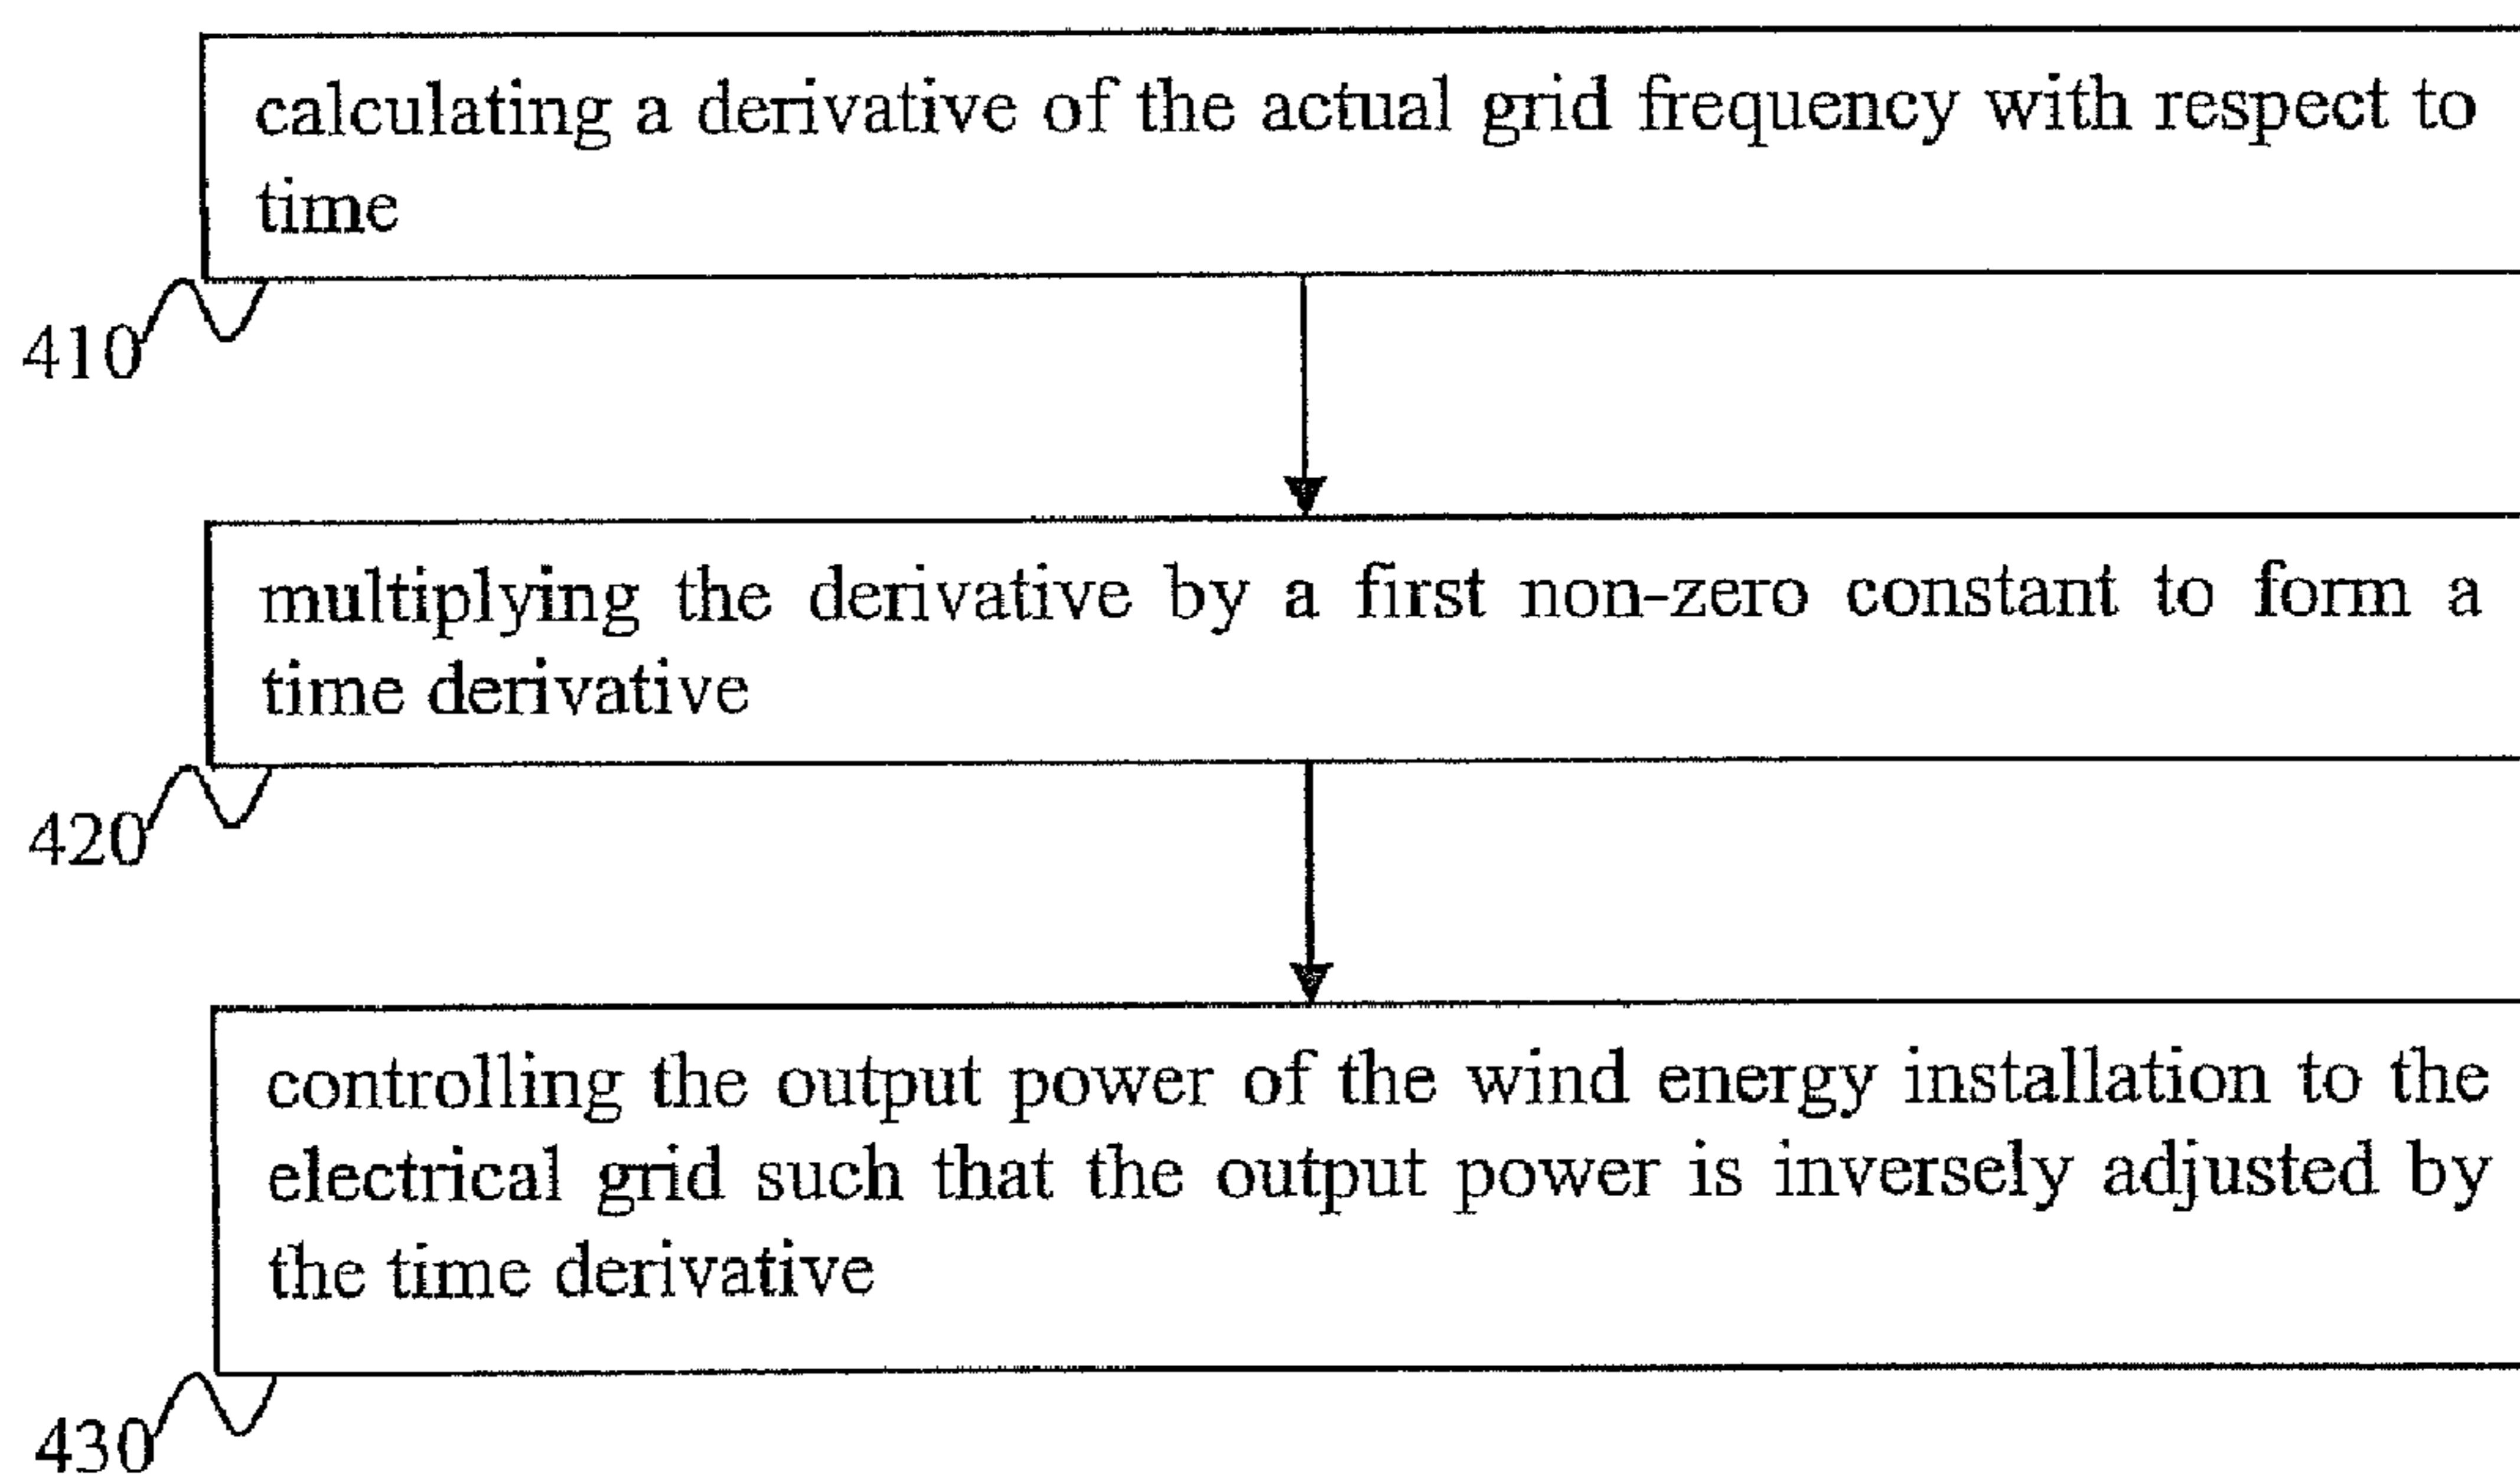 calculating a derivative of the actual grid frequency with respect to
time
410
multiplying the derivative by a first non-zero constant to form a
time derivative
420
controlling the output power of the wind energy installation to the
electrical grid such that the output power is inversely adjusted by
the time derivative
430